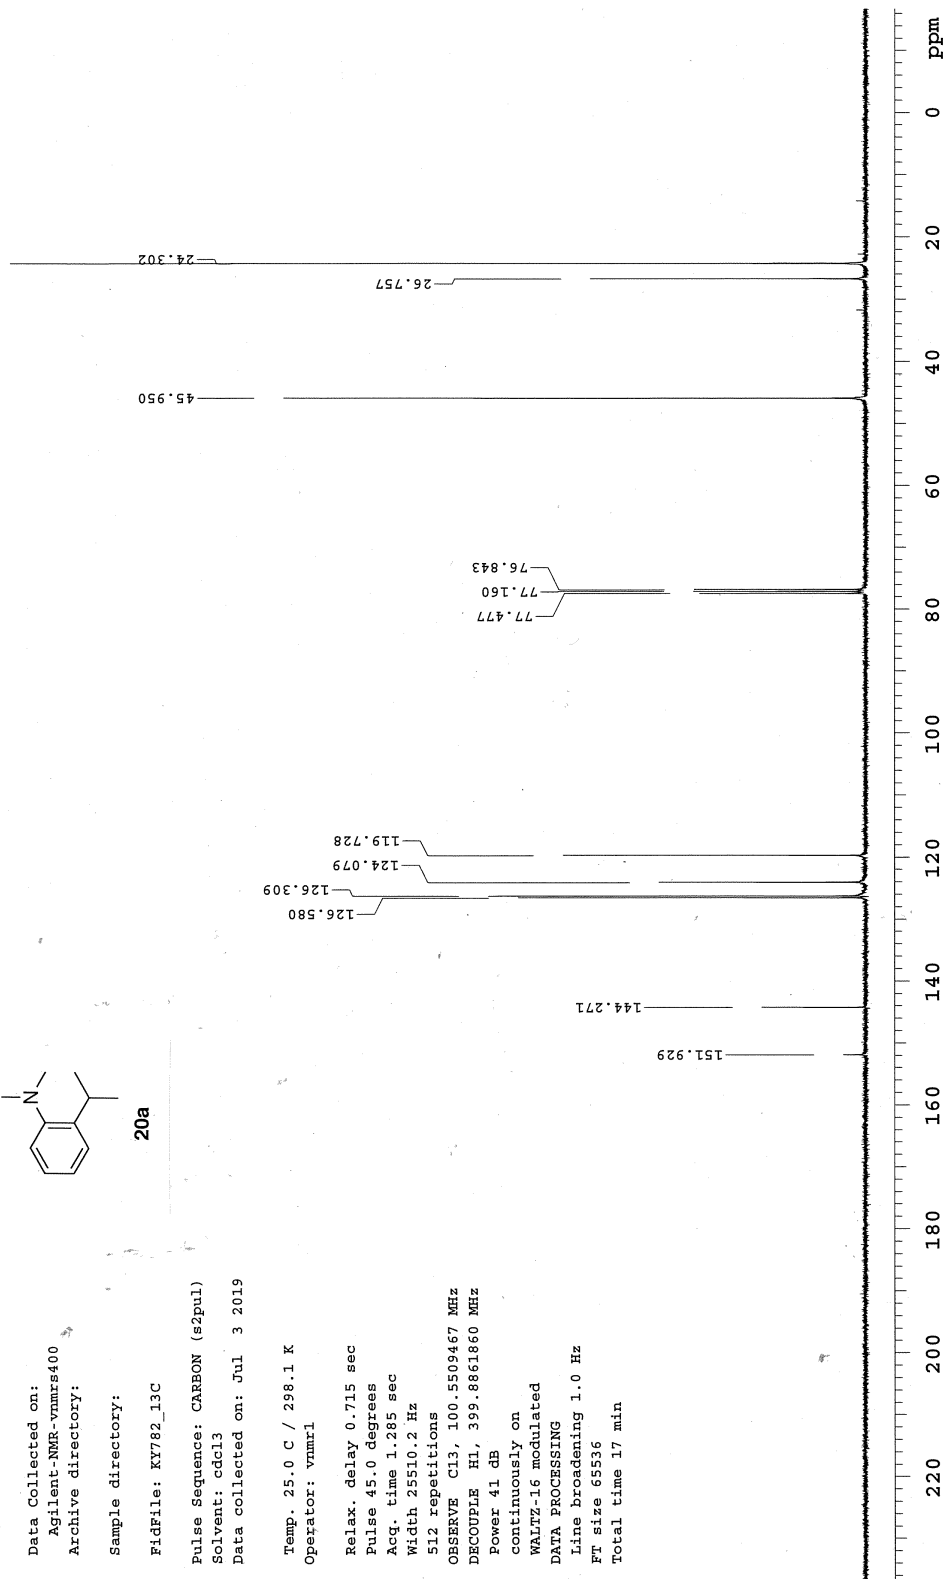 Data Collected on:
Agilent-NMR-vnmrs400
Archive directory:
Sample directory:
FidFile: KY782_13C
Pulse Sequence: CARBON (s2pul)
Solvent: cdcl3
Data collected on: Jul 3 2019
Temp. 25.0 C / 298.1 K
Operator: vnmr1
Relax. delay 0.715 sec
Pulse 45.0 degrees
Acq. time 1.285 sec
Width 25510.2 Hz
512 repetitions
OBSERVE C13, 100.5509467 MHz
DECOUPLE H1, 399.8861860 MHz
Power 41 dB
continuously on
WALTZ-16 modulated
DATA PROCESSING
Line broadening 1.0 Hz
FT size 65536
Total time 17 min
N
20a
151.929
144.271
126.580
126.309
124.079
119.728
77.477
77.160
76.843
45.950
26.757
24.302
220 200 180 160 140 120 100 80 60 40 20 0 ppm